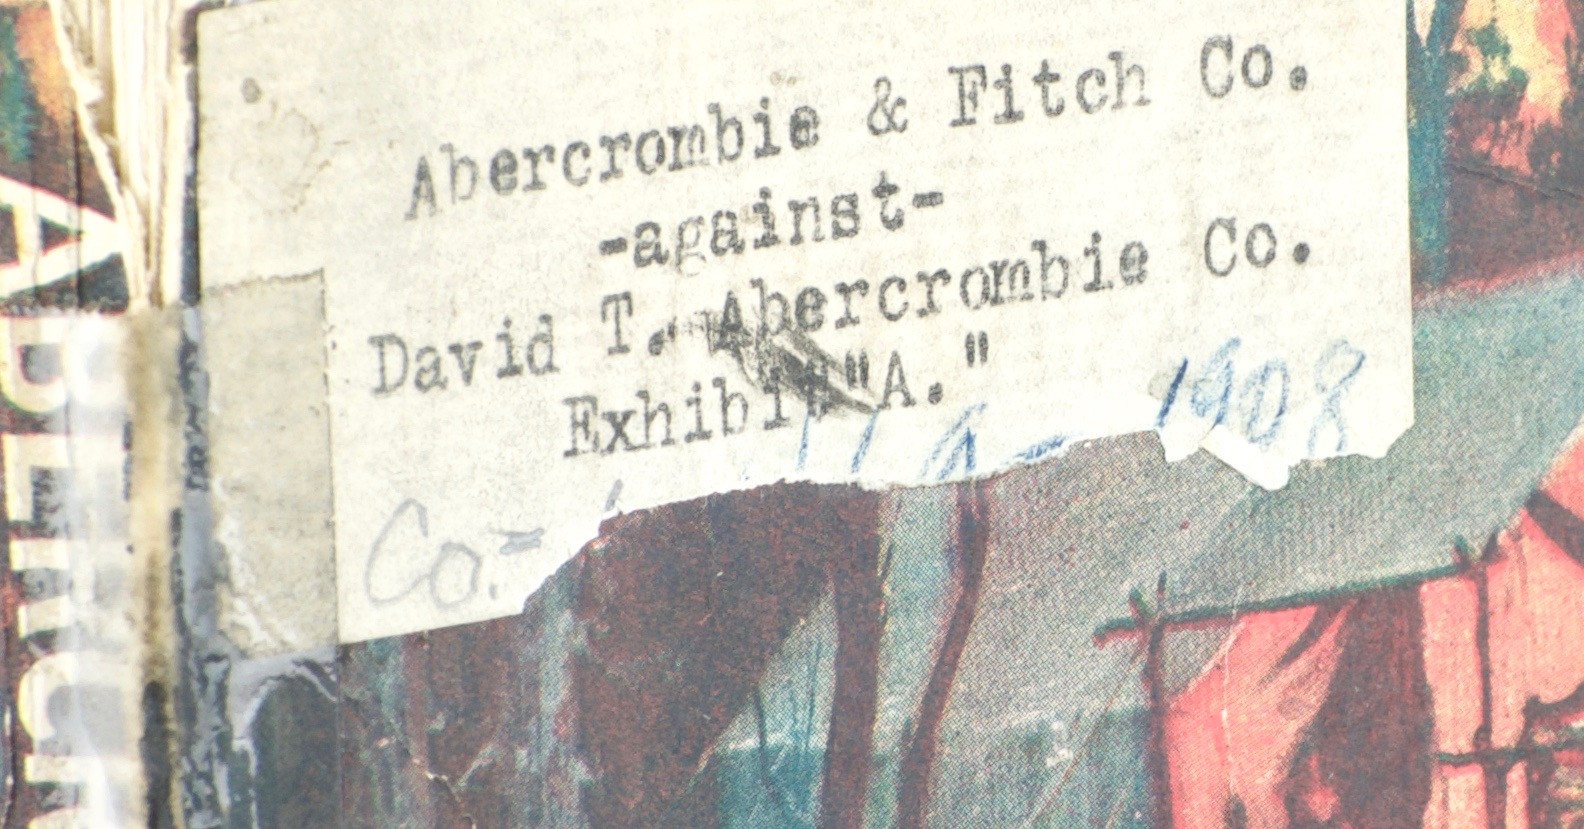 Abercrombie & Fitch Co.
-against-
David T. Abercrombie Co.
Exhibit "A."
1908
Co.